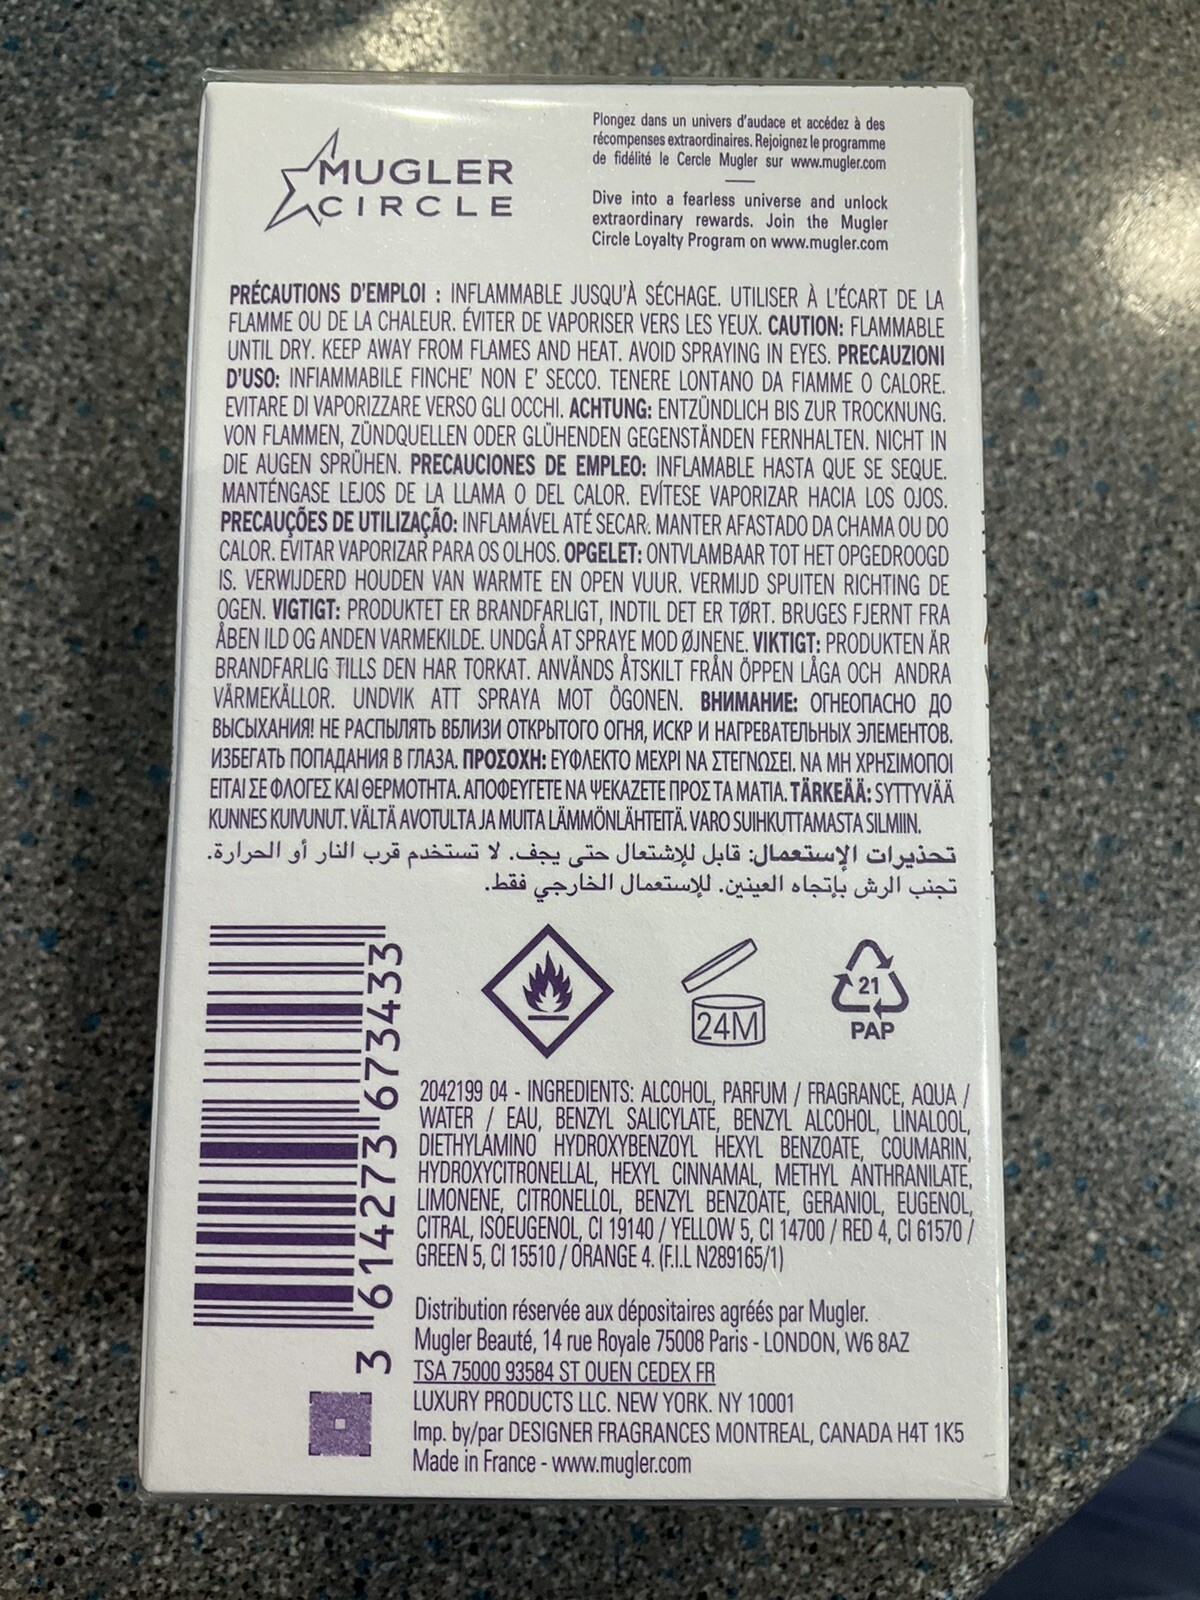 MUGLER
CIRCLE
Plongez dans un univers d'audace et accédez à des
récompenses extraordinaires. Rejoignez le programme
de fidélité le Cercle Mugler sur www.mugler.com
Dive into a fearless universe and unlock
extraordinary rewards. Join the Mugler
Circle Loyalty Program on www.mugler.com
PRÉCAUTIONS D'EMPLOI : INFLAMMABLE JUSQU'À SÉCHAGE. UTILISER À L'ÉCART DE LA
FLAMME OU DE LA CHALEUR. ÉVITER DE VAPORISER VERS LES YEUX. CAUTION: FLAMMABLE
UNTIL DRY. KEEP AWAY FROM FLAMES AND HEAT. AVOID SPRAYING IN EYES. PRECAUZIONI
D'USO: INFIAMMABILE FINCHE' NON E' SECCO. TENERE LONTANO DA FIAMME O CALORE.
EVITARE DI VAPORIZZARE VERSO GLI OCCHI. ACHTUNG: ENTZÜNDLICH BIS ZUR TROCKNUNG.
VON FLAMMEN, ZÜNDQUELLEN ODER GLÜHENDEN GEGENSTÄNDEN FERNHALTEN. NICHT IN
DIE AUGEN SPRÜHEN. PRECAUCIONES DE EMPLEO: INFLAMABLE HASTA QUE SE SEQUE.
MANTÉNGASE LEJOS DE LA LLAMA O DEL CALOR. EVÍTESE VAPORIZAR HACIA LOS OJOS.
PRECAUÇÕES DE UTILIZAÇÃO: INFLAMÁVEL ATÉ SECAR. MANTER AFASTADO DA CHAMA OU DO
CALOR. EVITAR VAPORIZAR PARA OS OLHOS. OPGELET: ONTVLAMBAAR TOT HET OPGEDROOGD
IS. VERWIJDERD HOUDEN VAN WARMTE EN OPEN VUUR. VERMIJD SPUITEN RICHTING DE
OGEN. VIGTIGT: PRODUKTET ER BRANDFARLIGT, INDTIL DET ER TØRT. BRUGES FJERNT FRA
ÅBEN ILD OG ANDEN VARMEKILDE. UNDGÅ AT SPRAYE MOD ØJNENE. VIKTIGT: PRODUKTEN ÄR
BRANDFARLIG TILLS DEN HAR TORKAT. ANVÄNDS ÅTSKILT FRÅN ÖPPEN LÅGA OCH ANDRA
VÄRMEKÄLLOR. UNDVIK ATT SPRAYA MOT ÖGONEN. ВНИМАНИЕ: ОГНЕОПАСНО ДО
ВЫСЫХАНИЯ! НЕ РАСПЫЛЯТЬ ВБЛИЗИ ОТКРЫТОГО ОГНЯ, ИСКР И НАГРЕВАТЕЛЬНЫХ ЭЛЕМЕНТОВ.
ИЗБЕГАТЬ ПОПАДАНИЯ В ГЛАЗА. ΠΡΟΣΟΧΗ: ΕΥΦΛΕΚΤΟ ΜΕΧΡΙ ΝΑ ΣΤΕΓΝΩΣΕΙ. ΝΑ ΜΗ ΧΡΗΣΙΜΟΠΟΙ
ΕΙΤΑΙ ΣΕ ΦΛΟΓΕΣ ΚΑΙ ΘΕΡΜΟΤΗΤΑ. ΑΠΟΦΕΥΓΕΤΕ ΝΑ ΨΕΚΑΖΕΤΕ ΠΡΟΣ ΤΑ ΜΑΤΙΑ. TÄRKEÄÄ: SYTTYVÄÄ
KUNNES KUIVUNUT. VÄLTÄ AVOTULTA JA MUITA LÄMMÖNLÄHTEITÄ. VARO SUIHKUTTAMASTA SILMIIN.
تحذيرات الإستعمال: قابل للإشتعال حتى يجف. لا تستخدم قرب النار أو الحرارة.
تجنب الرش بإتجاه العينين. للإستعمال الخارجي فقط.
3 614273 673433
24M
21
PAP
2042199 04 - INGREDIENTS: ALCOHOL, PARFUM / FRAGRANCE, AQUA /
WATER / EAU, BENZYL SALICYLATE, BENZYL ALCOHOL, LINALOOL,
DIETHYLAMINO HYDROXYBENZOYL HEXYL BENZOATE, COUMARIN,
HYDROXYCITRONELLAL, HEXYL CINNAMAL, METHYL ANTHRANILATE,
LIMONENE, CITRONELLOL, BENZYL BENZOATE, GERANIOL, EUGENOL,
CITRAL, ISOEUGENOL, CI 19140 / YELLOW 5, CI 14700 / RED 4, CI 61570 /
GREEN 5, CI 15510 / ORANGE 4. (F.I.L N289165/1)
Distribution réservée aux dépositaires agréés par Mugler.
Mugler Beauté, 14 rue Royale 75008 Paris - LONDON, W6 8AZ
TSA 75000 93584 ST OUEN CEDEX FR
LUXURY PRODUCTS LLC. NEW YORK. NY 10001
Imp. by/par DESIGNER FRAGRANCES MONTREAL, CANADA H4T 1K5
Made in France - www.mugler.com